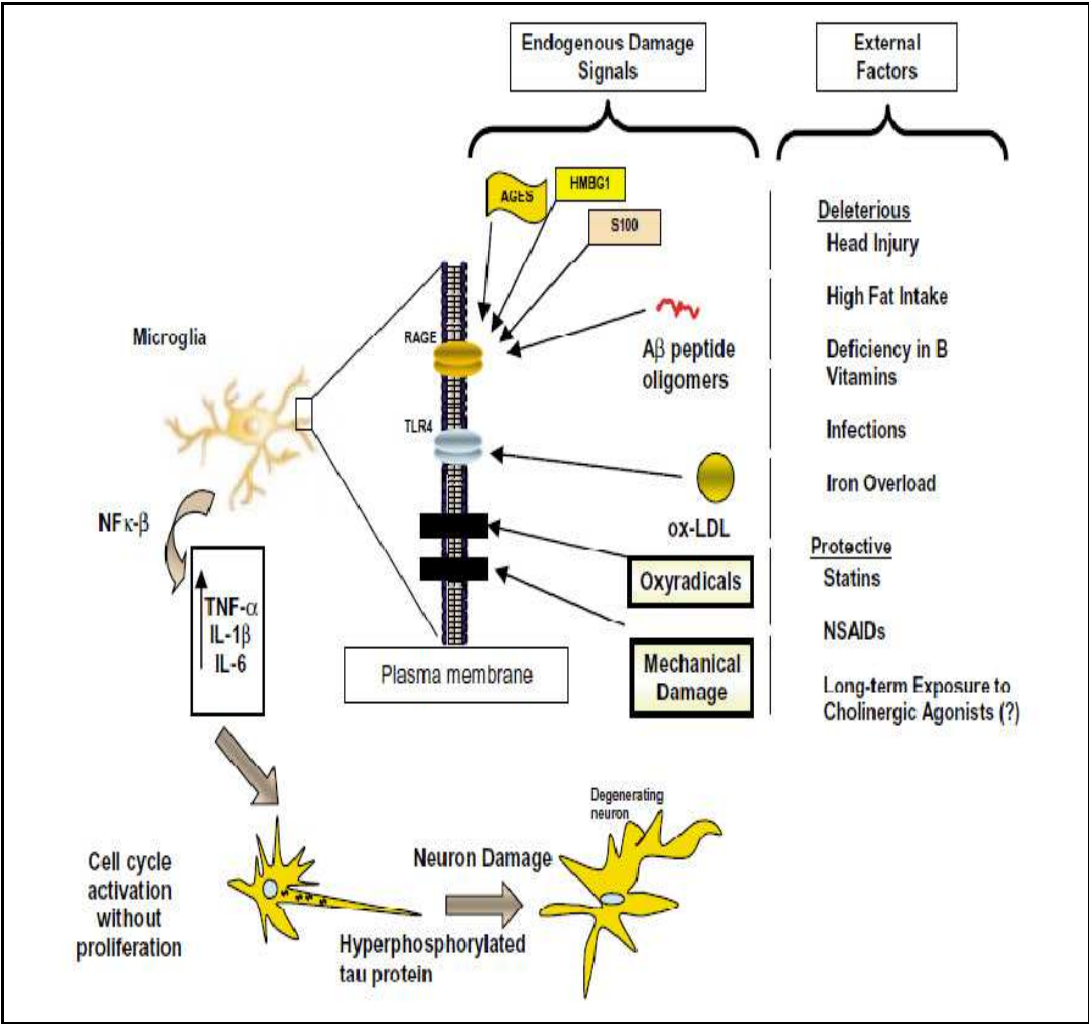 Endogenous Damage
Signals
External
Factors
AGES
HMBG1
S100
Deleterious
Head Injury
High Fat Intake
Deficiency in B
Vitamins
Infections
Iron Overload
Protective
Statins
NSAIDs
Long-term Exposure to
Cholinergic Agonists (?)
Microglia
RAGE
Aβ peptide
oligomers
TLR4
ox-LDL
Oxyradicals
Mechanical
Damage
Plasma membrane
NFκ-β
TNF-α
IL-1β
IL-6
Cell cycle
activation
without
proliferation
Hyperphosphorylated
tau protein
Neuron Damage
Degenerating
neuron